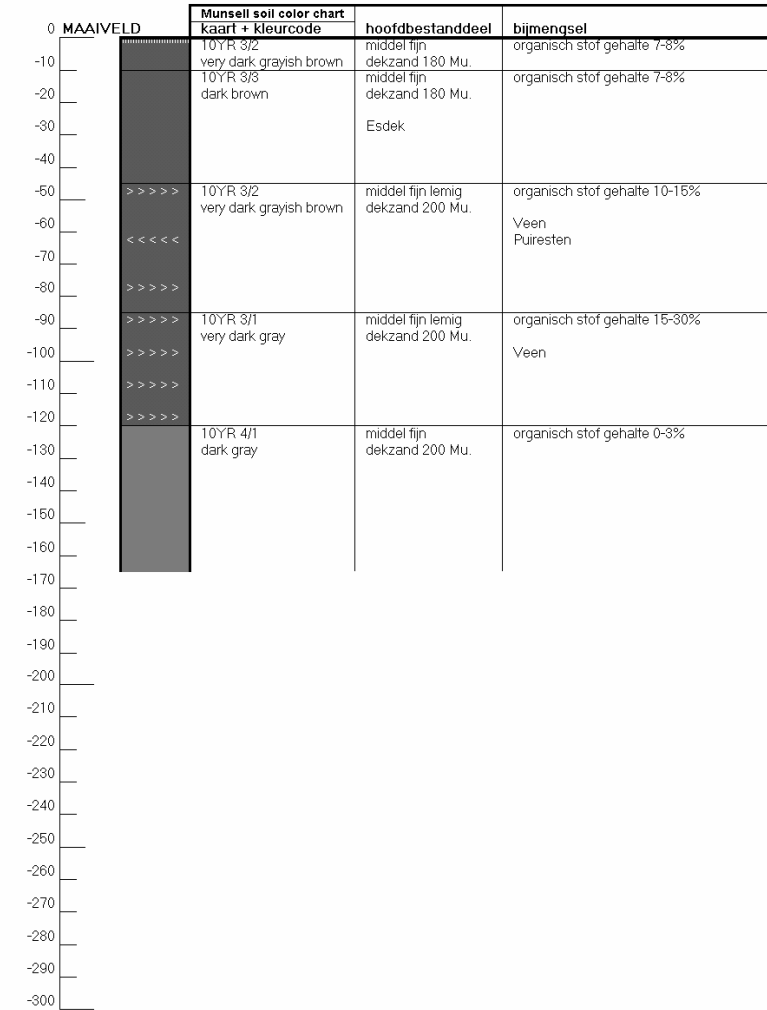 Munsell soil color chart
0 MAAIVELD kaart + kleurcode hoofdbestanddeel bijmengsel
10YR 3/2 middel fijn organisch stof gehalte 7-8%
-10 very dark grayish brown dekzand 180 Mu.
10YR 3/3 middel fijn organisch stof gehalte 7-8%
-20 dark brown dekzand 180 Mu.
-30 Esdek
-40
-50 >>>>> 10YR 3/2 middel fijn lemig organisch stof gehalte 10-15%
very dark grayish brown dekzand 200 Mu.
-60 Veen
<<<<< Puiresten
-70
-80 >>>>>
-90 >>>>> 10YR 3/1 middel fijn lemig organisch stof gehalte 15-30%
very dark gray dekzand 200 Mu.
-100 >>>>> Veen
-110 >>>>>
-120 >>>>>
10YR 4/1 middel fijn organisch stof gehalte 0-3%
-130 dark gray dekzand 200 Mu.
-140
-150
-160
-170
-180
-190
-200
-210
-220
-230
-240
-250
-260
-270
-280
-290
-300